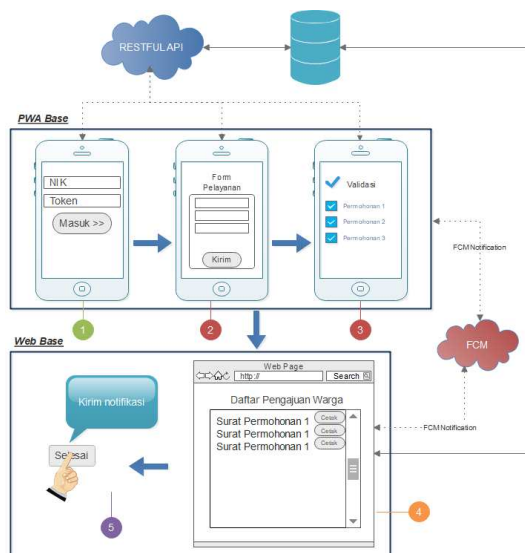 RESTFULAPI
PWA Base
NIK
Token
Masuk >>
Form
Pelayanan
Kirim
Validasi
Permohonan 1
Permohonan 2
Permohonan 3
FCM Notification
1
2
3
FCM
Web Base
Kirim notifikasi
Selesai
5
Web Page
http://
Search
Daftar Pengajuan Warga
Surat Permohonan 1 Cetak
Surat Permohonan 1 Cetak
Surat Permohonan 1 Cetak
FCM Notification
4